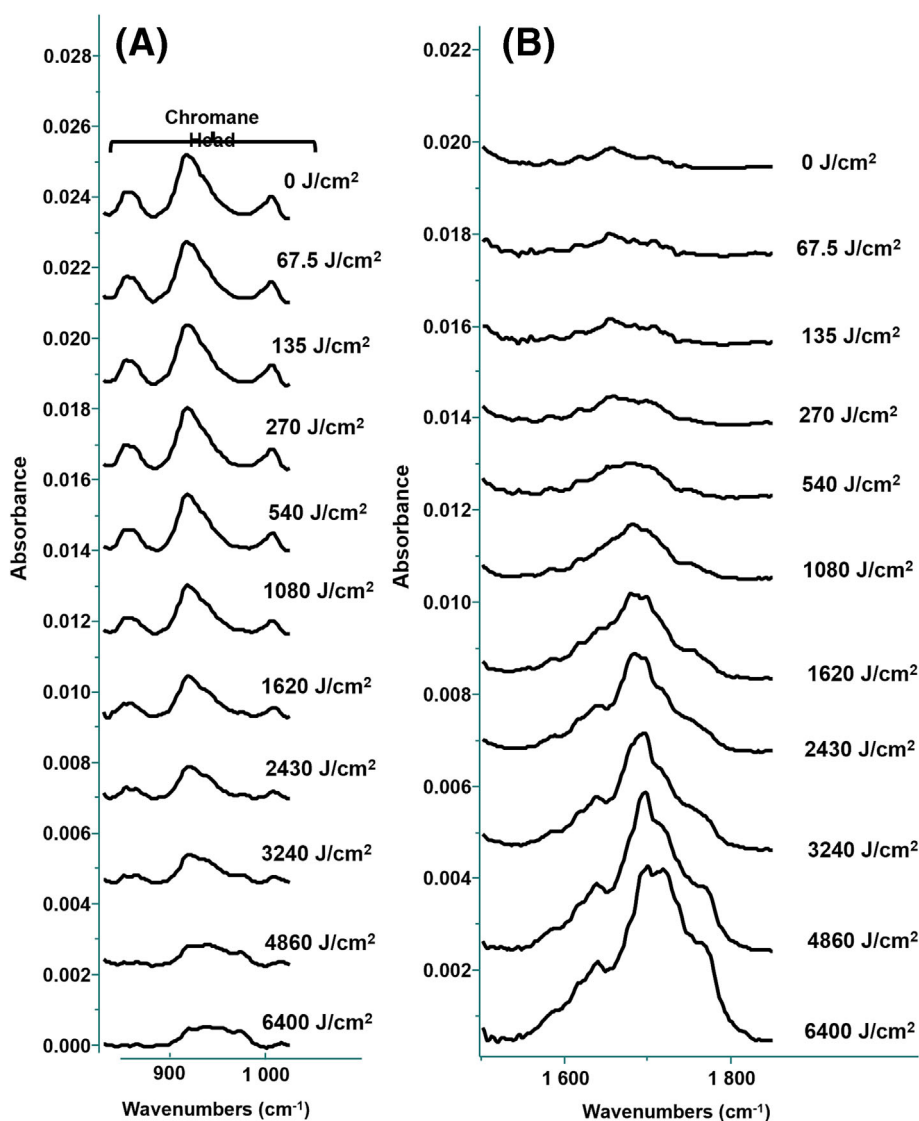 (A)
0.028
0.026
0.024
0.022
0.020
0.018
0.016
0.014
0.012
0.010
0.008
0.006
0.004
0.002
0.000
Absorbance
Chromane
Head
0 J/cm²
67.5 J/cm²
135 J/cm²
270 J/cm²
540 J/cm²
1080 J/cm²
1620 J/cm²
2430 J/cm²
3240 J/cm²
4860 J/cm²
6400 J/cm²
900 1 000
Wavenumbers (cm⁻¹)
(B)
0.022
0.020
0.018
0.016
0.014
0.012
0.010
0.008
0.006
0.004
0.002
Absorbance
0 J/cm²
67.5 J/cm²
135 J/cm²
270 J/cm²
540 J/cm²
1080 J/cm²
1620 J/cm²
2430 J/cm²
3240 J/cm²
4860 J/cm²
6400 J/cm²
1 600 1 800
Wavenumbers (cm⁻¹)